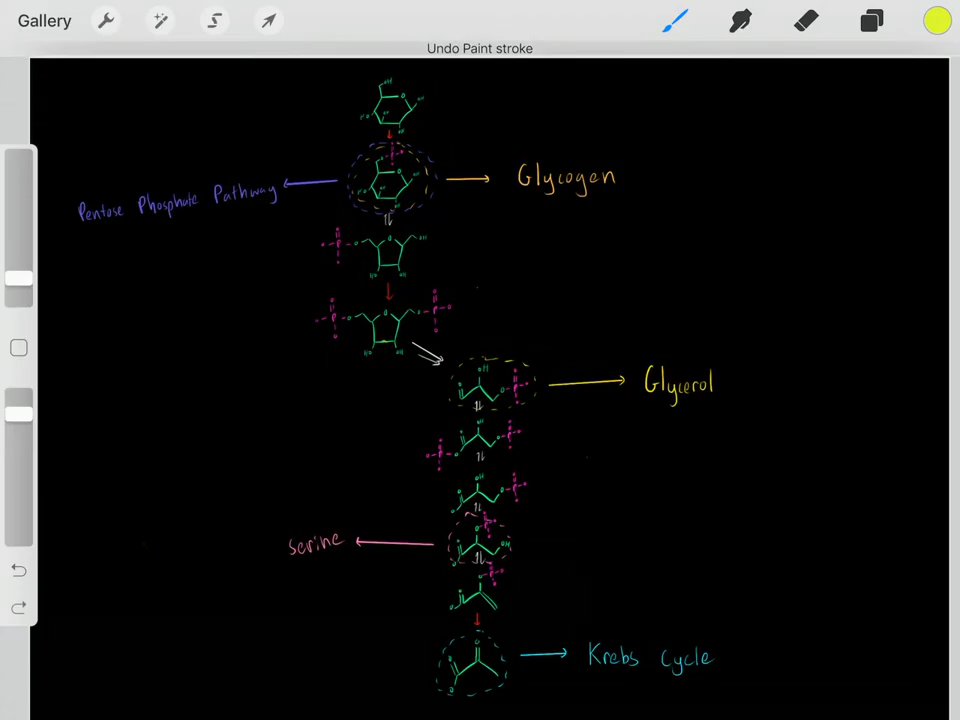 Gallery
Undo Paint stroke
Glycogen
Pentose Phosphate Pathway
Glycerol
Serine
Krebs cycle